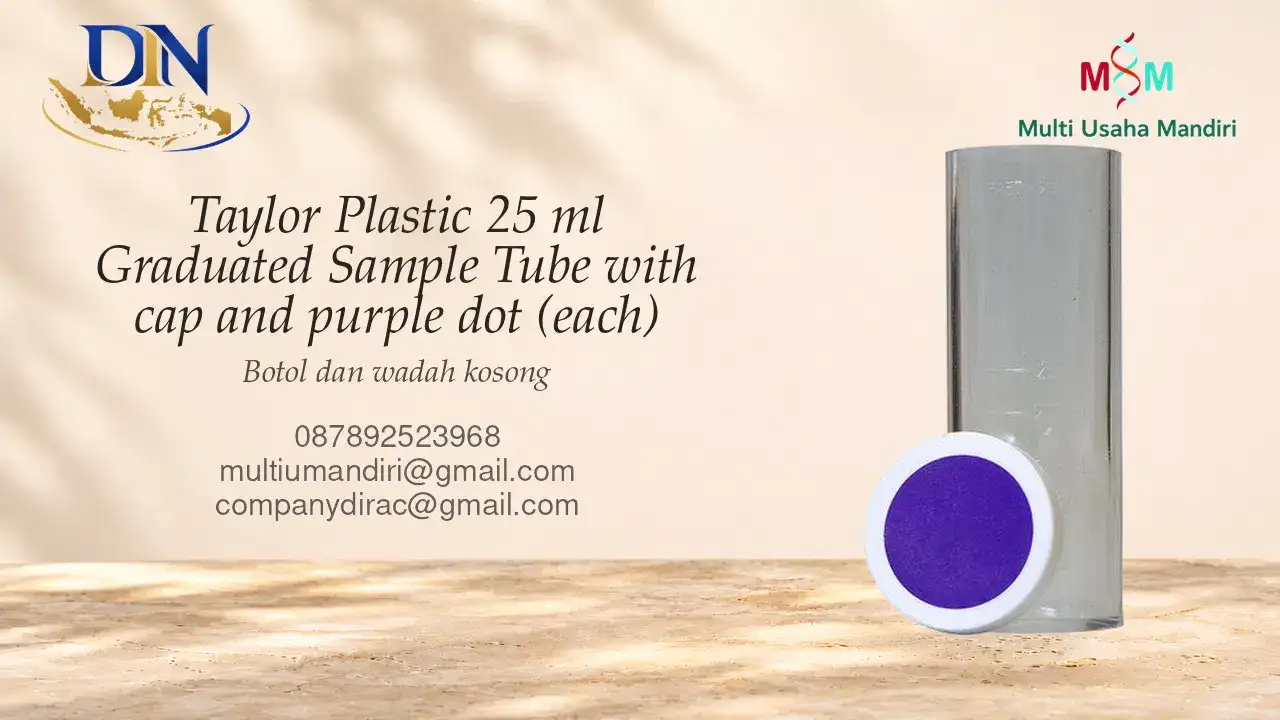 DIN
MSM
Multi Usaha Mandiri
Taylor Plastic 25 ml
Graduated Sample Tube with
cap and purple dot (each)
Botol dan wadah kosong
087892523968
multiumandiri@gmail.com
companydirac@gmail.com